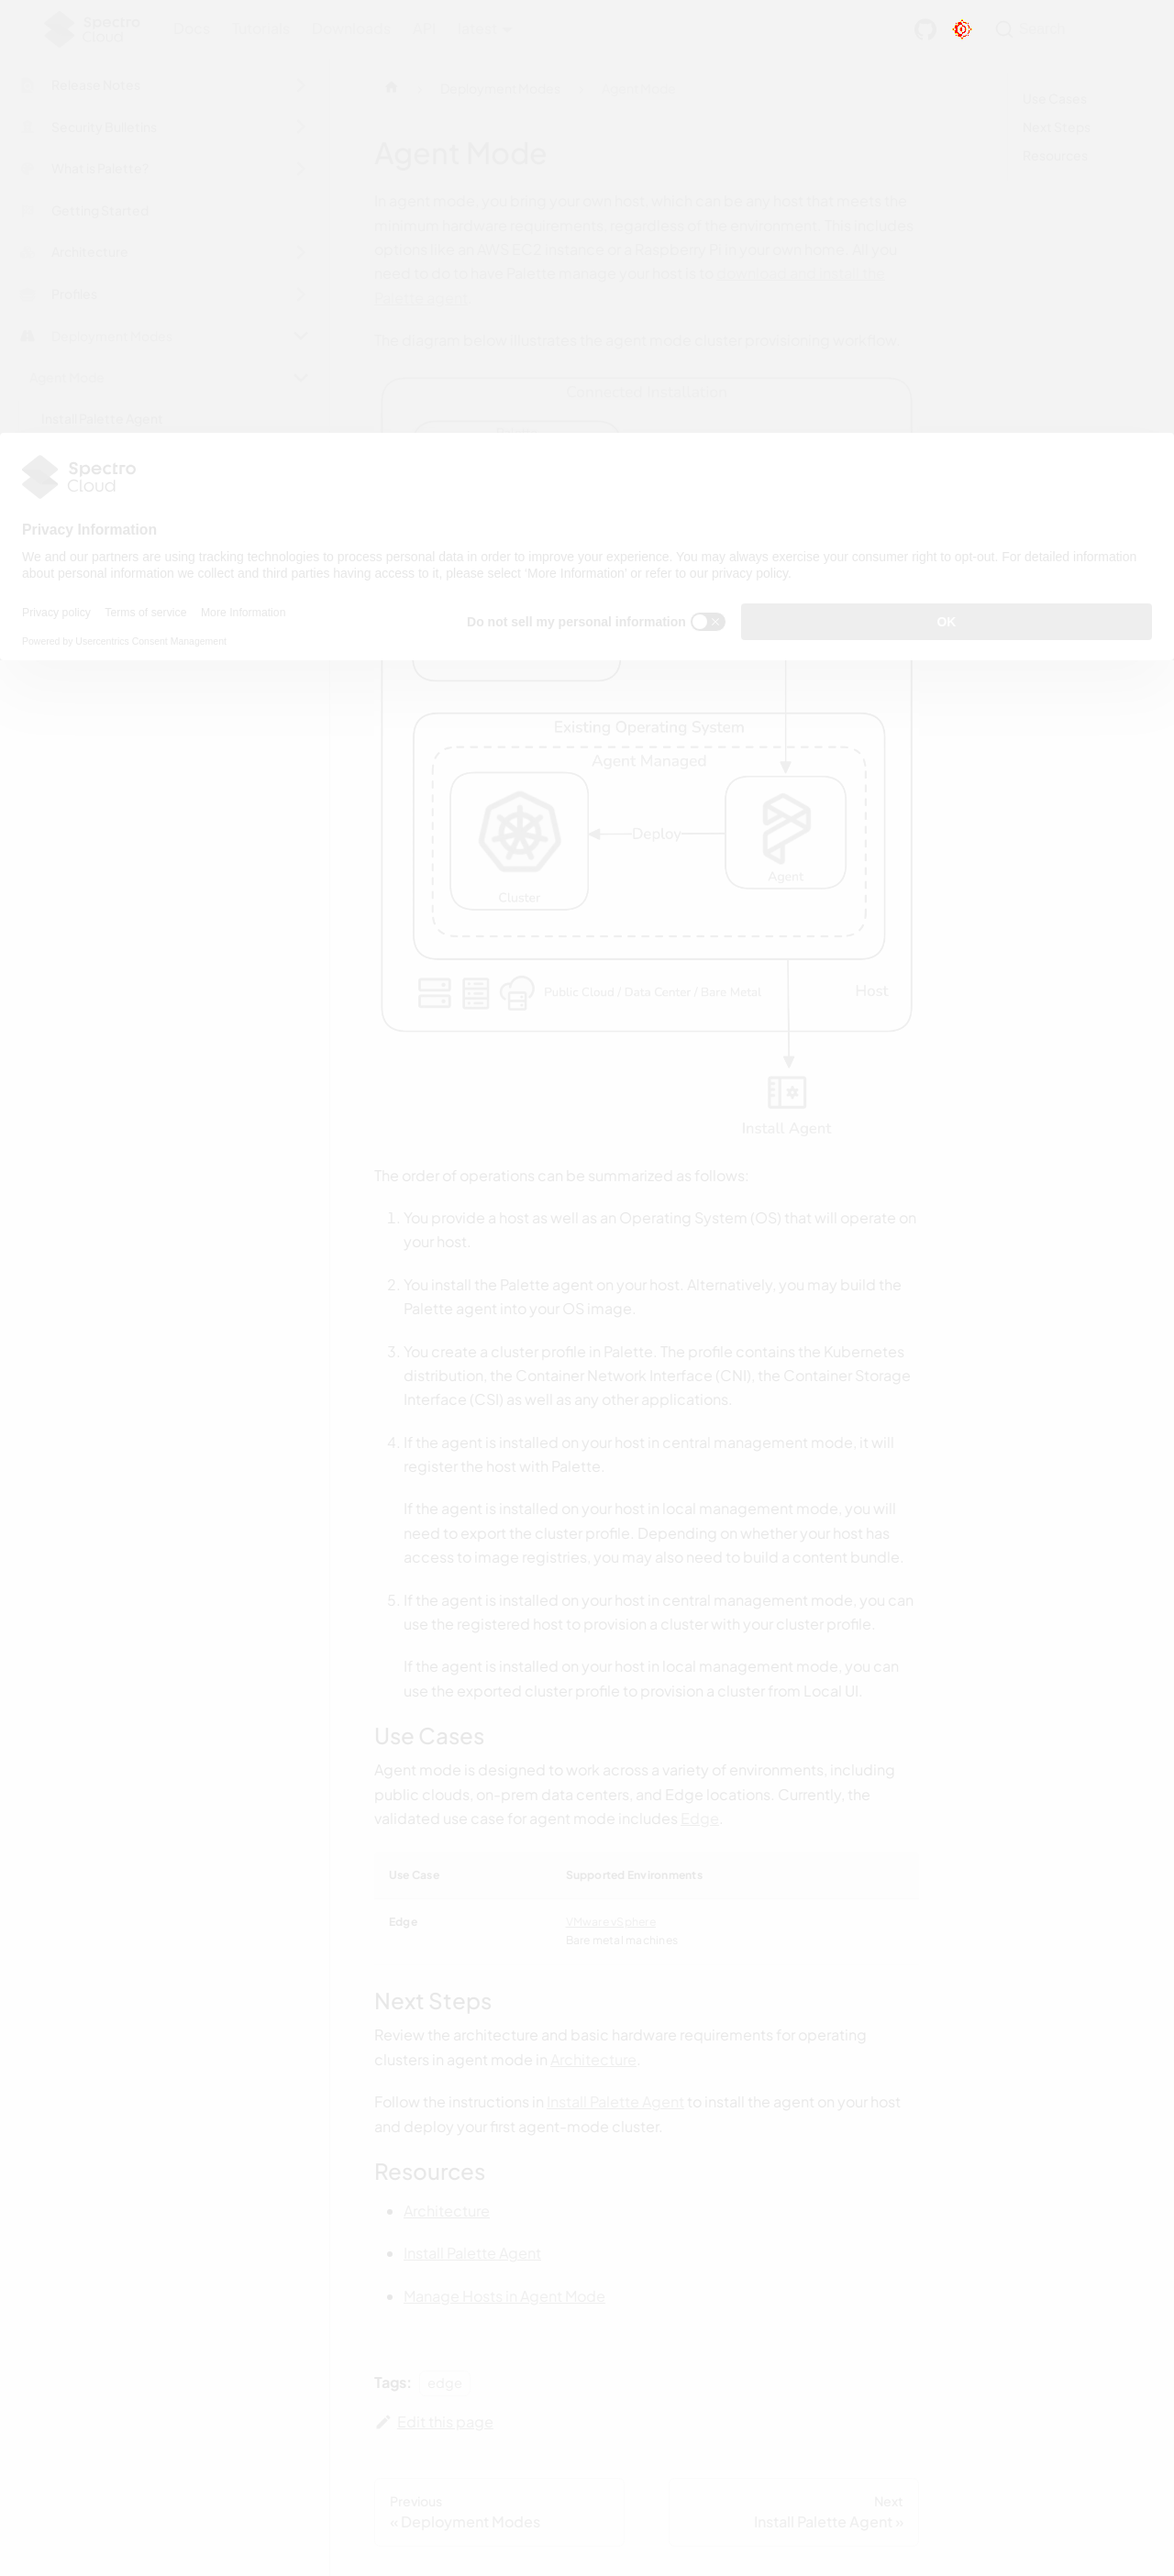 Spectro
Cloud
Docs Tutorials Downloads API latest
Search
Release Notes
Security Bulletins
What is Palette?
Getting Started
Architecture
Profiles
Deployment Modes
Agent Mode
Install Palette Agent
Deployment Modes Agent Mode
Use Cases
Next Steps
Resources
Agent Mode
In agent mode, you bring your own host, which can be any host that meets the
minimum hardware requirements, regardless of the environment. This includes
options like an AWS EC2 instance or a Raspberry Pi in your own home. All you
need to do to have Palette manage your host is to download and install the
Palette agent.
The diagram below illustrates the agent mode cluster provisioning workflow.
Connected Installation
Spectro
Cloud
Privacy Information
We and our partners are using tracking technologies to process personal data in order to improve your experience. You may always exercise your consumer right to opt-out. For detailed information
about personal information we collect and third parties having access to it, please select 'More Information' or refer to our privacy policy.
Privacy policy Terms of service More Information
Do not sell my personal information
OK
Powered by Usercentrics Consent Management
Existing Operating System
Agent Managed
Deploy
Agent
Cluster
Public Cloud / Data Center / Bare Metal
Host
Install Agent
The order of operations can be summarized as follows:
1. You provide a host as well as an Operating System (OS) that will operate on
your host.
2. You install the Palette agent on your host. Alternatively, you may build the
Palette agent into your OS image.
3. You create a cluster profile in Palette. The profile contains the Kubernetes
distribution, the Container Network Interface (CNI), the Container Storage
Interface (CSI) as well as any other applications.
4. If the agent is installed on your host in central management mode, it will
register the host with Palette.
If the agent is installed on your host in local management mode, you will
need to export the cluster profile. Depending on whether your host has
access to image registries, you may also need to build a content bundle.
5. If the agent is installed on your host in central management mode, you can
use the registered host to provision a cluster with your cluster profile.
If the agent is installed on your host in local management mode, you can
use the exported cluster profile to provision a cluster from Local UI.
Use Cases
Agent mode is designed to work across a variety of environments, including
public clouds, on-prem data centers, and Edge locations. Currently, the
validated use case for agent mode includes Edge.
Use Case Supported Environments
Edge VMware vSphere
Bare metal machines
Next Steps
Review the architecture and basic hardware requirements for operating
clusters in agent mode in Architecture.
Follow the instructions in Install Palette Agent to install the agent on your host
and deploy your first agent-mode cluster.
Resources
Architecture
Install Palette Agent
Manage Hosts in Agent Mode
Tags: edge
Edit this page
Previous
« Deployment Modes
Next
Install Palette Agent »